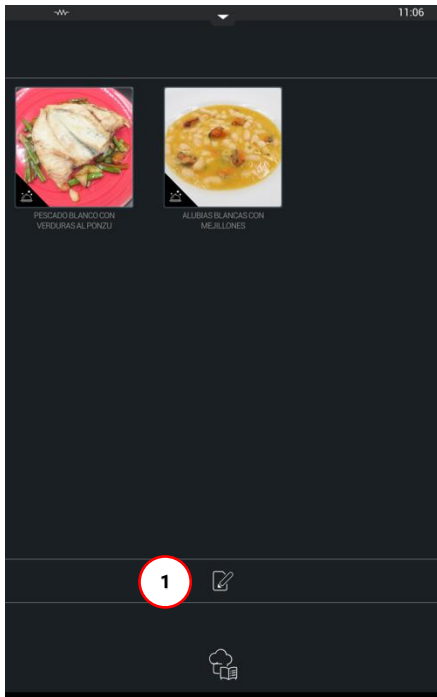 11:06
PESCADO BLANCO CON
VERDURAS AL PONZU
ALUBIAS BLANCAS CON
MEJILLONES
1